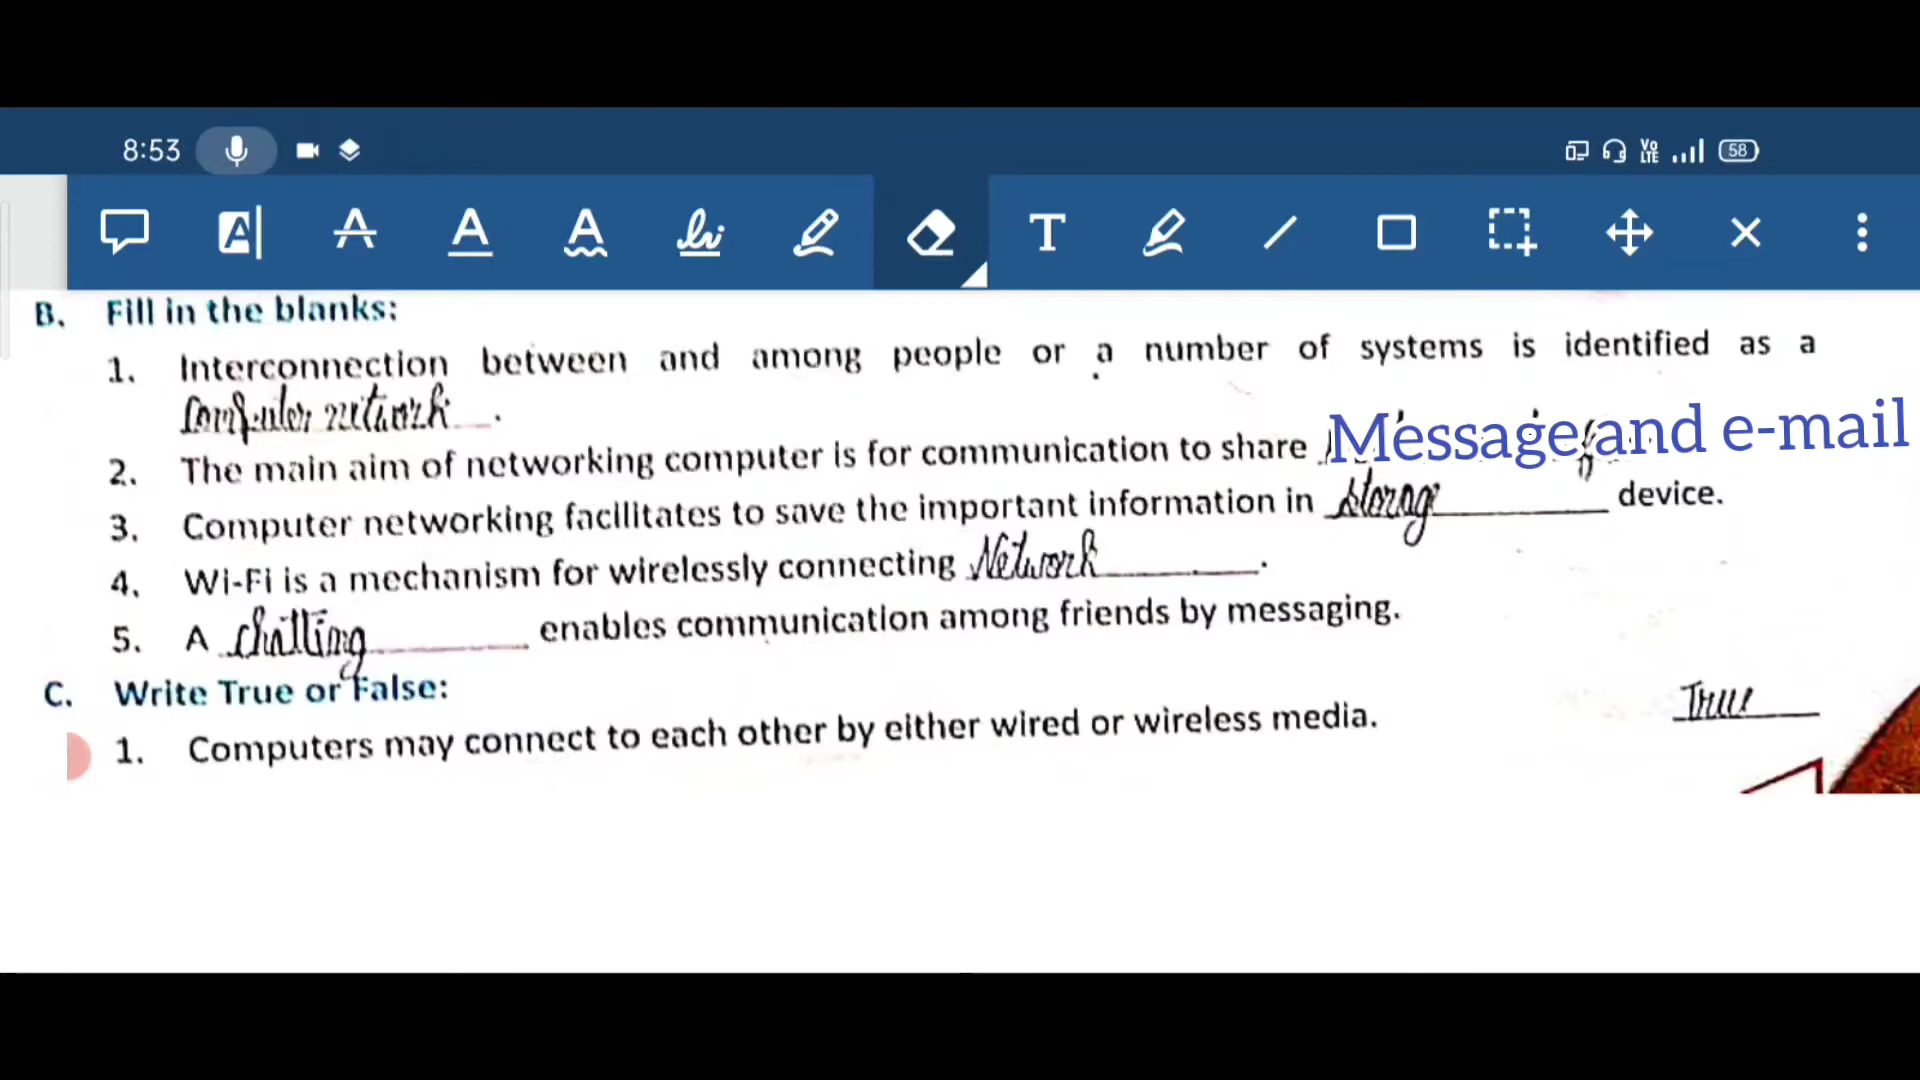 8:53
Vo LTE 58
A A A A T
B. Fill in the blanks:
1. Interconnection between and among people or a number of systems is identified as a
Computer network.
2. The main aim of networking computer is for communication to share Message and e-mail
3. Computer networking facilitates to save the important information in storag device.
4. Wi-Fi is a mechanism for wirelessly connecting Network.
5. A chatting enables communication among friends by messaging.
C. Write True or False:
1. Computers may connect to each other by either wired or wireless media. True